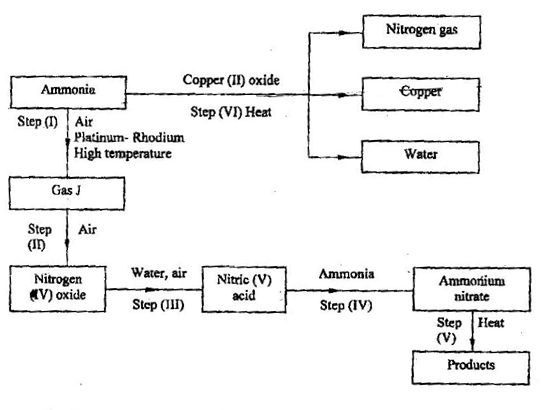 Nitrogen gas
Copper (II) oxide
Ammonia
Copper
Step (VI) Heat
Step (I) Air
Platinum- Rhodium
High temperature
Water
Gas J
Step (II) Air
Nitrogen
(IV) oxide
Water, air
Step (III)
Nitric (V)
acid
Ammonia
Step (IV)
Ammonium
nitrate
Step (V) Heat
Products